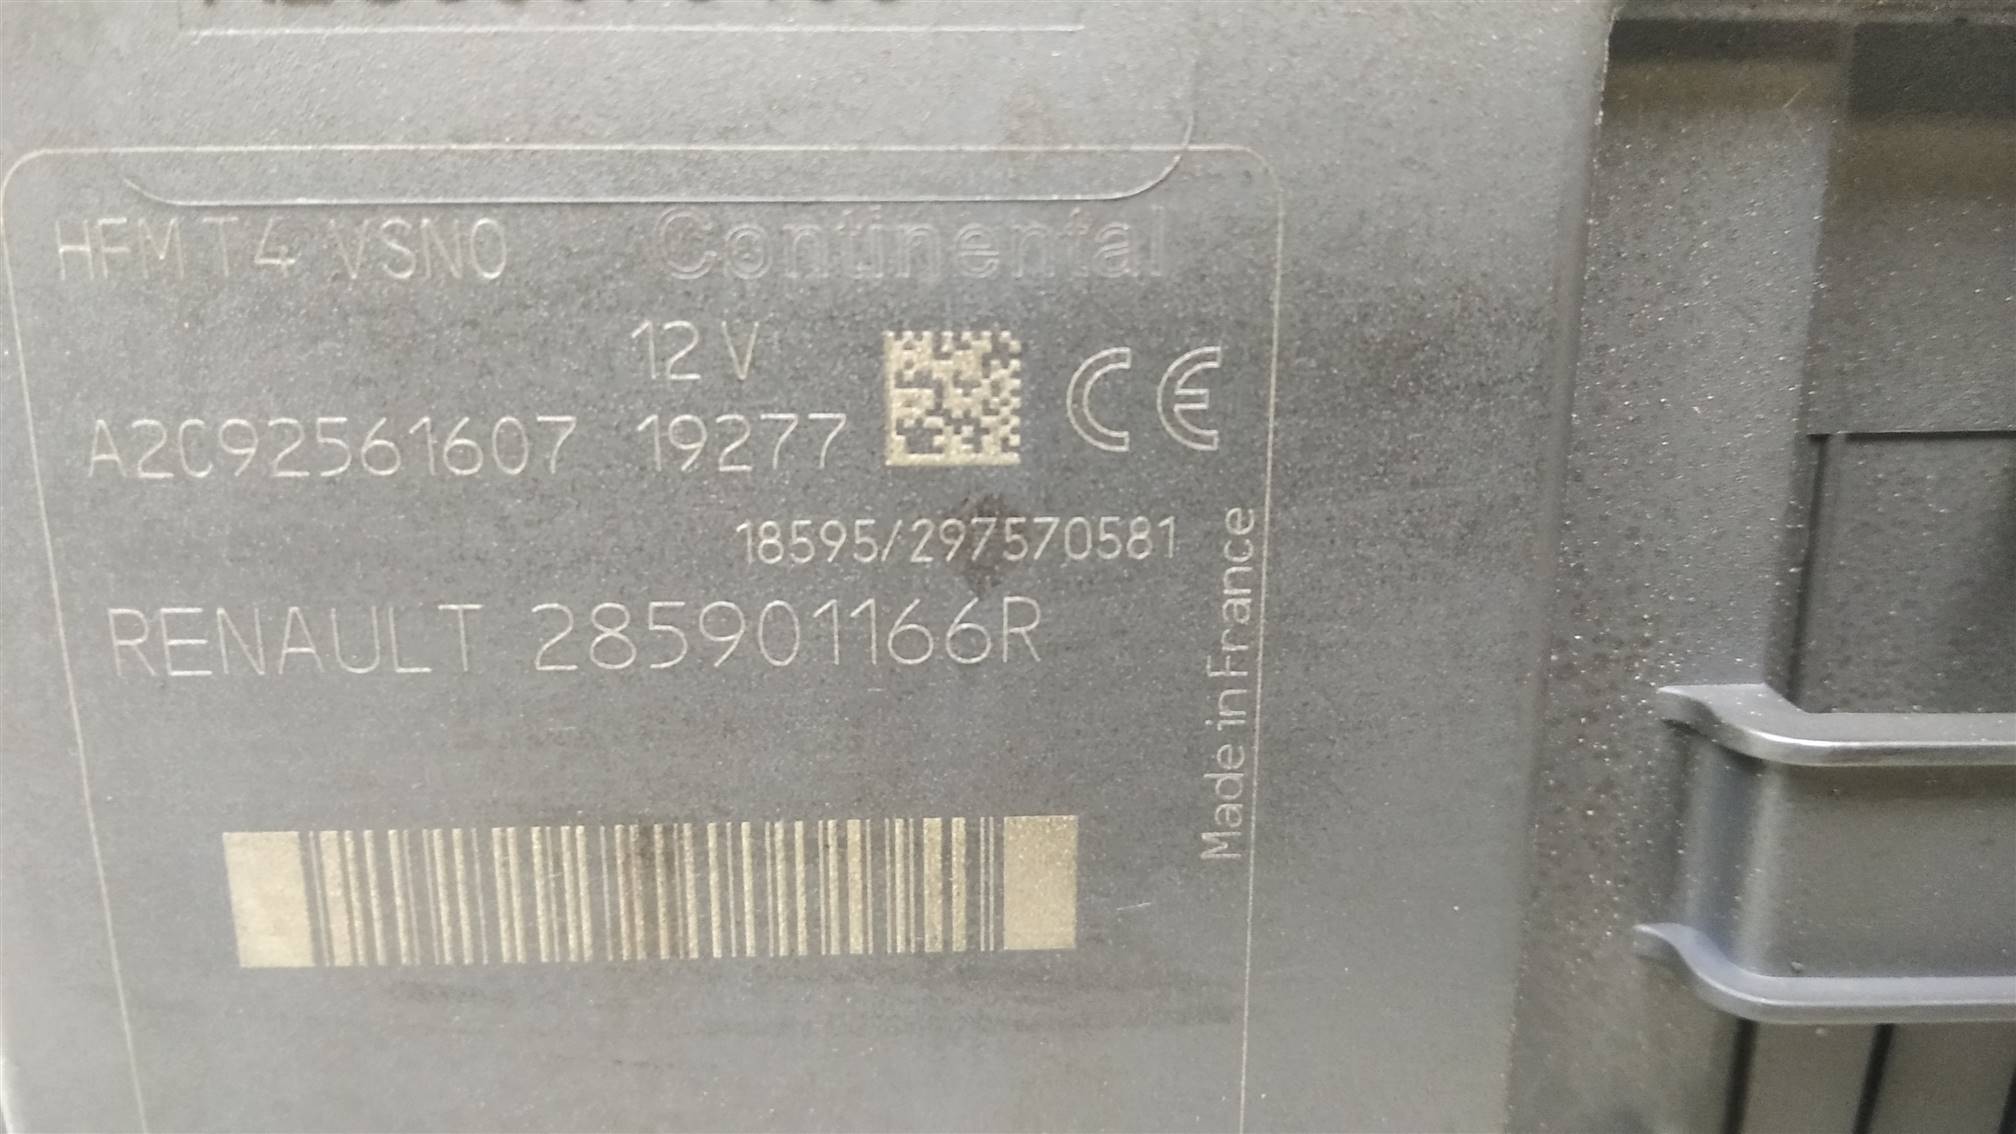 HFM T4 VSN0 Continental
12 V
A2C92561607 19277 CE
18595/297570581
RENAULT 285901166R
Made in France